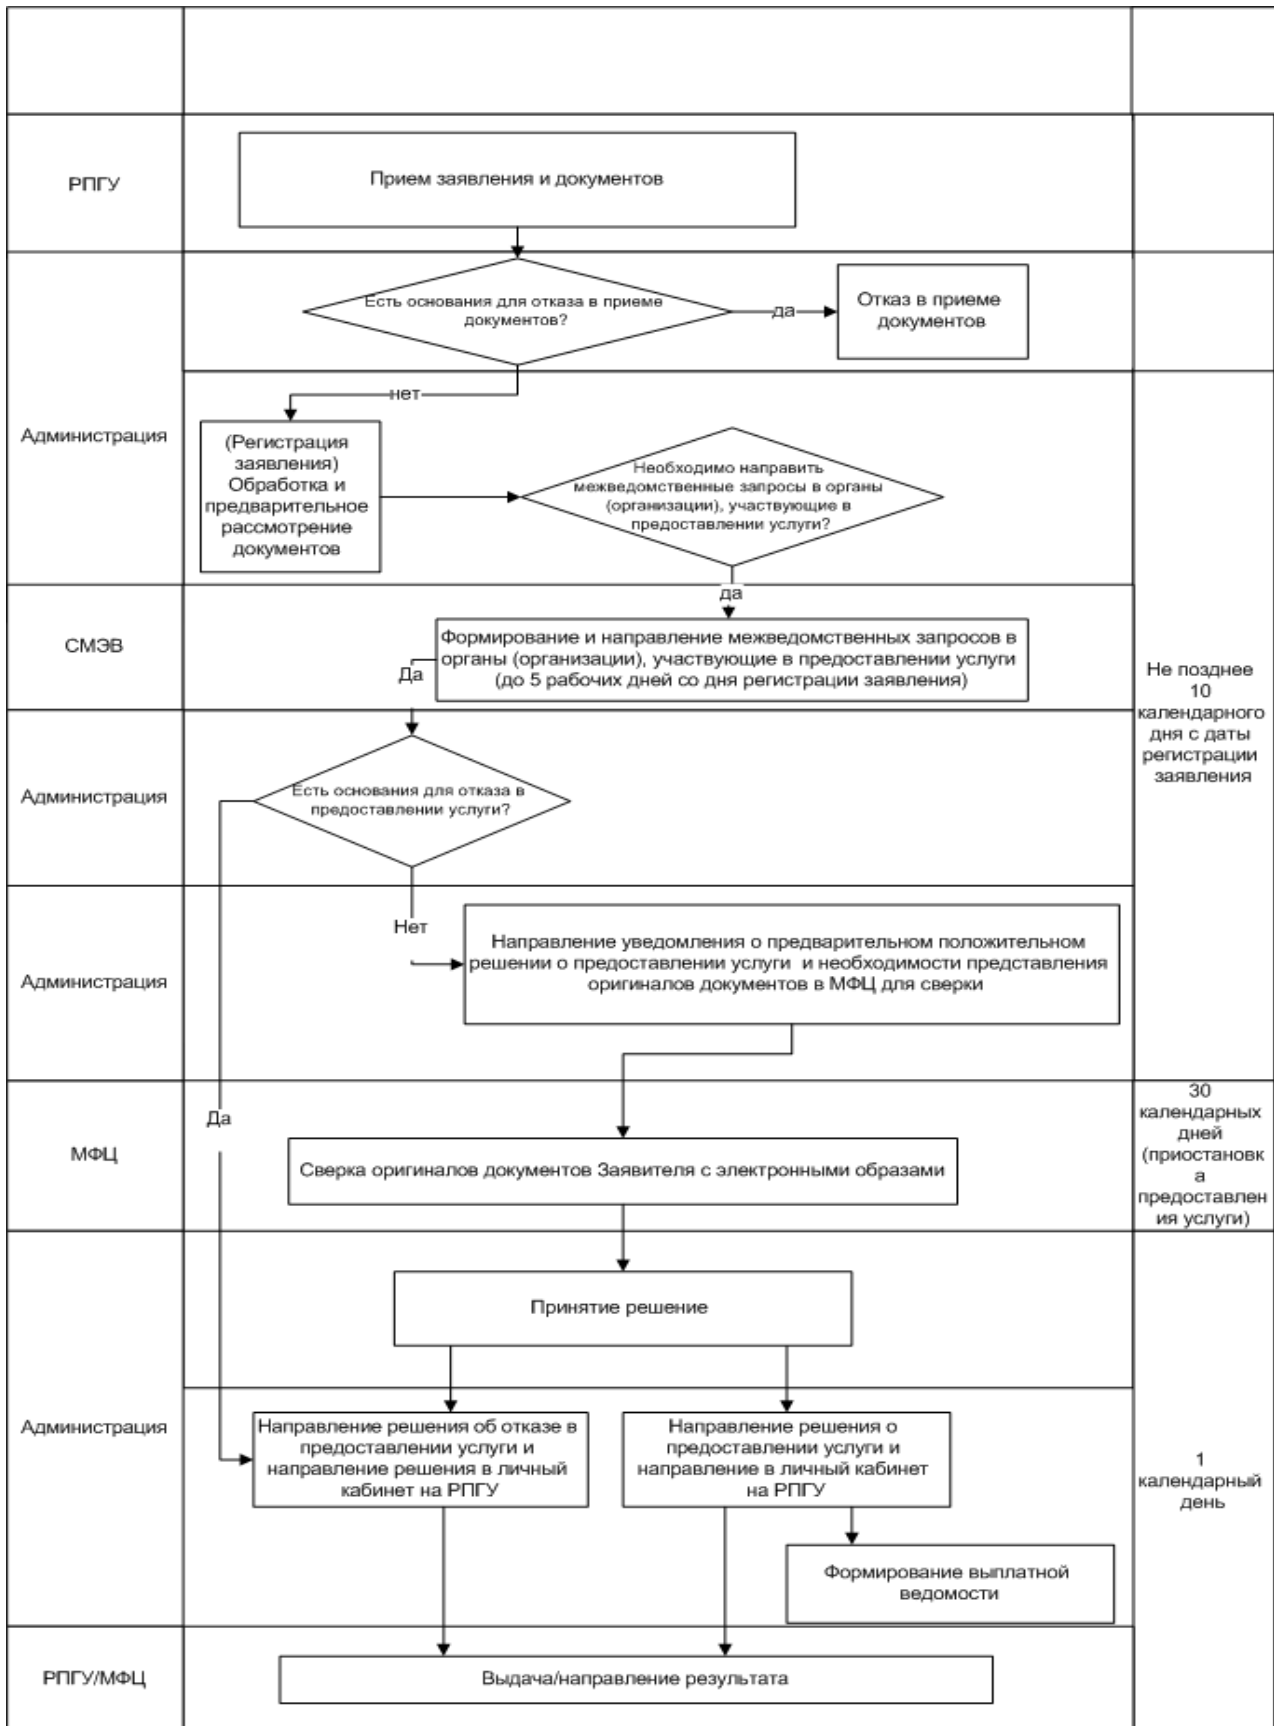 РПГУ
Прием заявления и документов
Есть основания для отказа в приеме
документов?
да
Отказ в приеме
документов
нет
Администрация
(Регистрация
заявления)
Обработка и
предварительное
рассмотрение
документов
Необходимо направить
межведомственные запросы в органы
(организации), участвующие в
предоставлении услуги?
да
СМЭВ
Формирование и направление межведомственных запросов в
органы (организации), участвующие в предоставлении услуги
(до 5 рабочих дней со дня регистрации заявления)
Да
Не позднее
10
календарного
дня с даты
регистрации
заявления
Администрация
Есть основания для отказа в
предоставлении услуги?
Нет
Администрация
Направление уведомления о предварительном положительном
решении о предоставлении услуги и необходимости представления
оригиналов документов в МФЦ для сверки
Да
МФЦ
Сверка оригиналов документов Заявителя с электронными образами
30
календарных
дней
(приостановк
а
предоставлен
ия услуги)
Принятие решение
Администрация
Направление решения об отказе в
предоставлении услуги и
направление решения в личный
кабинет на РПГУ
Направление решения о
предоставлении услуги и
направление в личный кабинет
на РПГУ
1
календарный
день
Формирование выплатной
ведомости
РПГУ/МФЦ
Выдача/направление результата